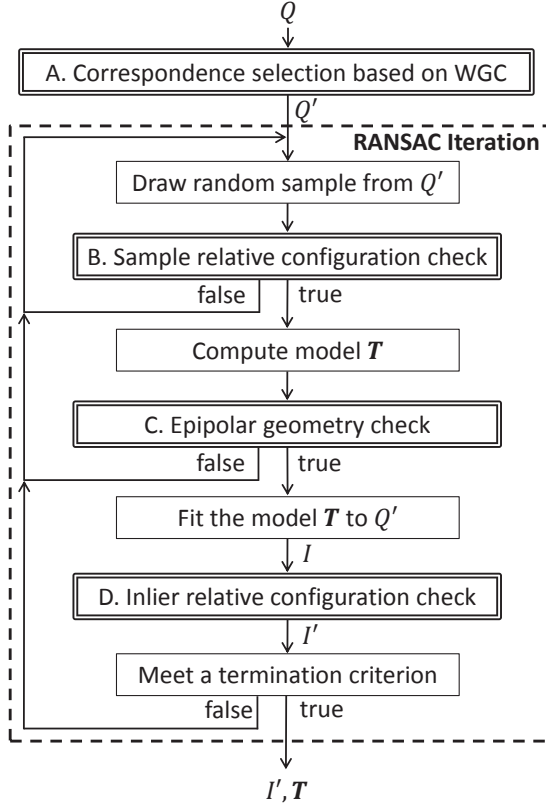 Q
A. Correspondence selection based on WGC
Q′
RANSAC Iteration
Draw random sample from Q′
B. Sample relative configuration check
false true
Compute model T
C. Epipolar geometry check
false true
Fit the model T to Q′
I
D. Inlier relative configuration check
I′
Meet a termination criterion
false true
I′, T